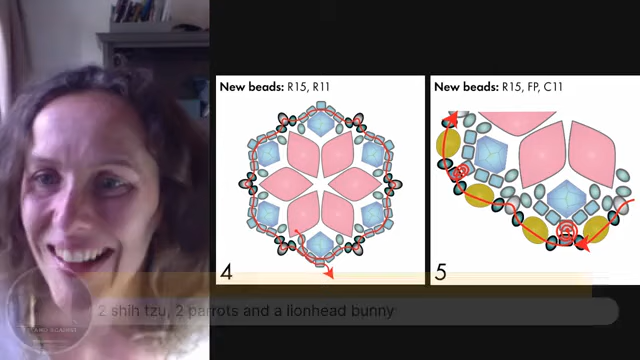 New beads: R15, R11
New beads: R15, FP, C11
4
5
2 shih tzu, 2 parrots and a lionhead bunny